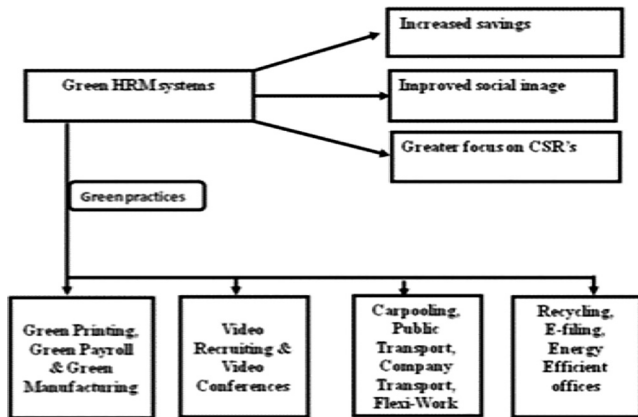 Increased savings
Green HRM systems
Improved social image
Greater focus on CSR's
Green practices
Green Printing,
Green Payroll
& Green
Manufacturing
Video
Recruiting &
Video
Conferences
Carpooling,
Public
Transport,
Company
Transport,
Flexi-Work
Recycling,
E-filing,
Energy
Efficient
offices